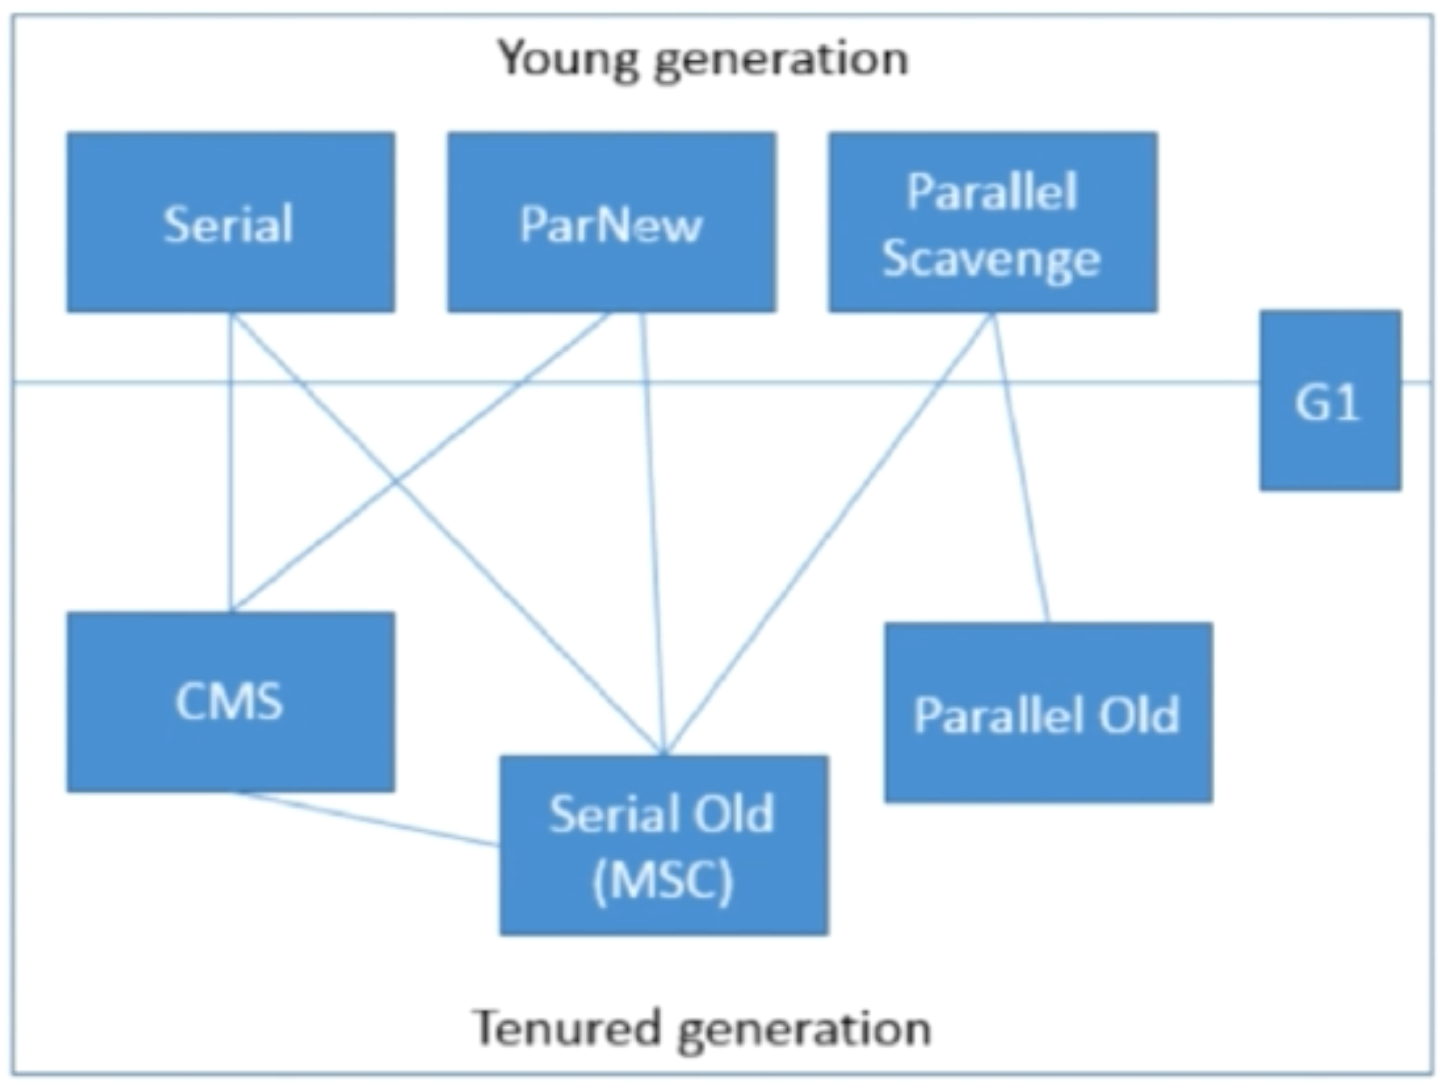 Young generation
Serial
ParNew
Parallel
Scavenge
G1
CMS
Parallel Old
Serial Old
(MSC)
Tenured generation